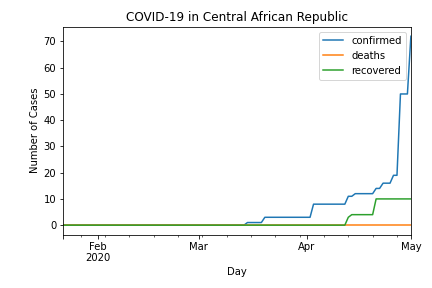 COVID-19 in Central African Republic
confirmed
deaths
recovered
Number of Cases
70
60
50
40
30
20
10
0
Feb
2020
Mar
Apr
May
Day